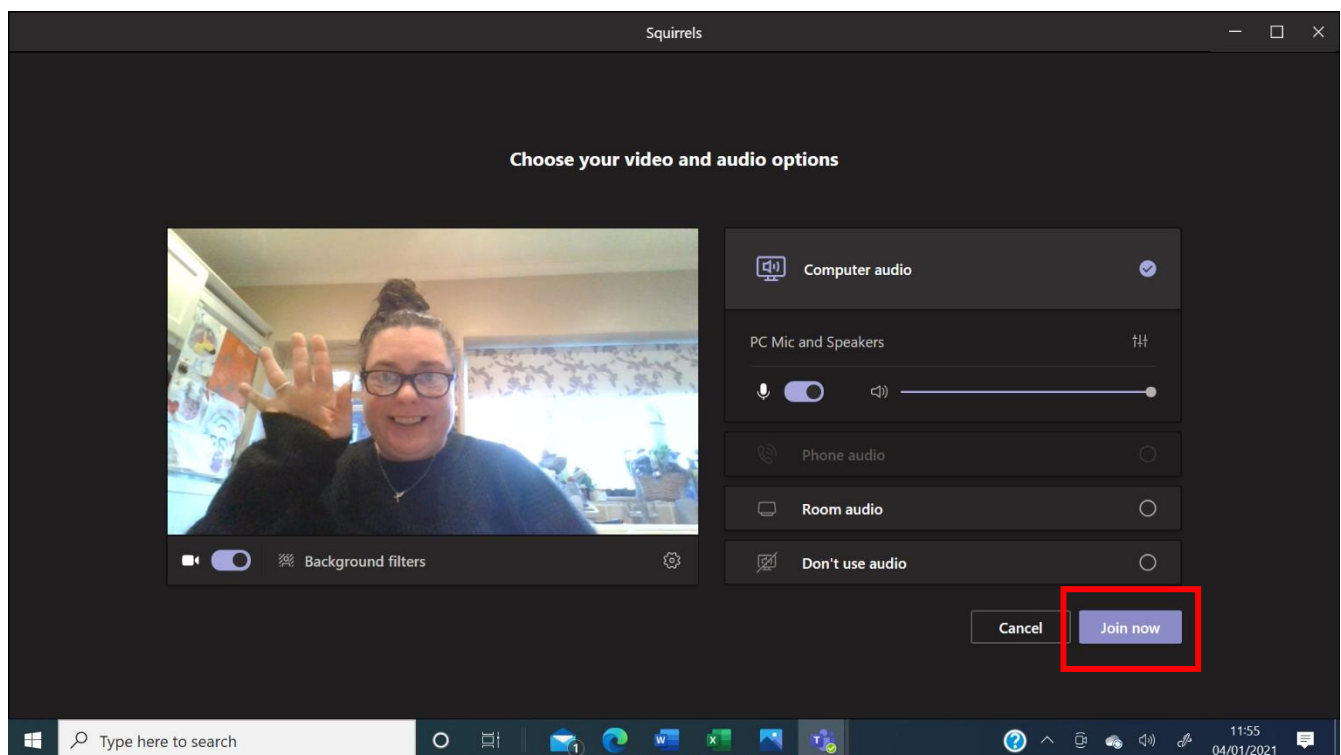 Squirrels
Choose your video and audio options
Computer audio
PC Mic and Speakers
Phone audio
Room audio
Background filters
Don't use audio
Cancel
Join now
Type here to search
1
W
X
T
?
11:55
04/01/2021